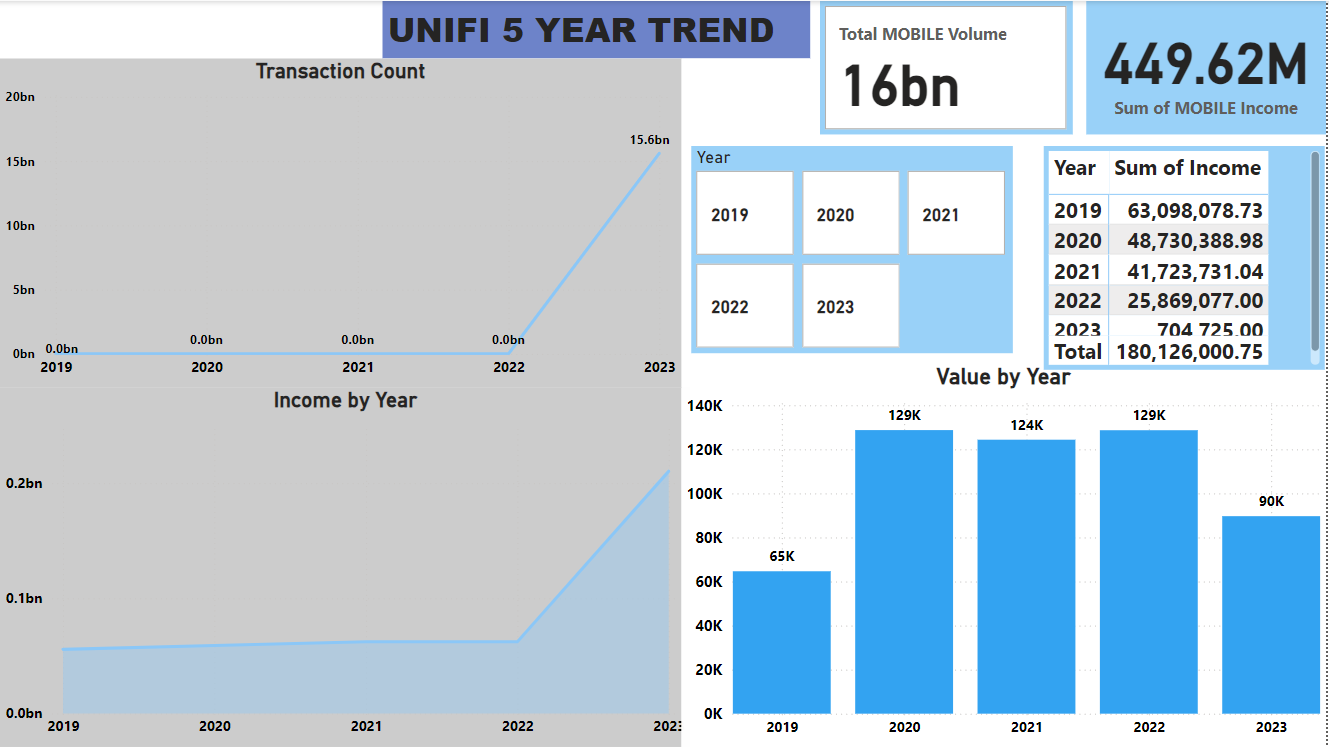 UNIFI 5 YEAR TREND
Total MOBILE Volume
16bn
449.62M
Sum of MOBILE Income
Transaction Count
20bn
15bn
10bn
5bn
0bn
0.0bn
0.0bn
0.0bn
0.0bn
15.6bn
2019 2020 2021 2022 2023
Year
2019 2020 2021
2022 2023
Year Sum of Income
2019 63,098,078.73
2020 48,730,388.98
2021 41,723,731.04
2022 25,869,077.00
2023 704,725.00
Total 180,126,000.75
Income by Year
0.2bn
0.1bn
0.0bn
2019 2020 2021 2022 2023
Value by Year
140K
120K
100K
80K
60K
40K
20K
0K
65K
129K
124K
129K
90K
2019 2020 2021 2022 2023